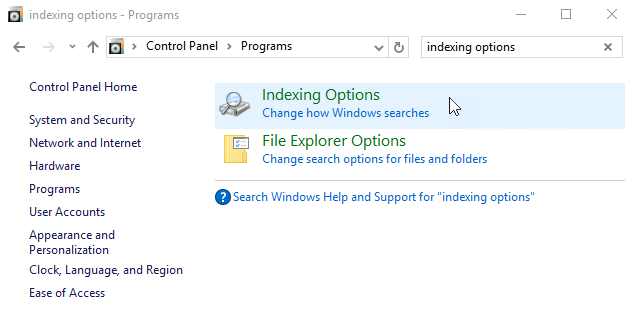 indexing options - Programs
Control Panel > Programs
indexing options
Control Panel Home
System and Security
Network and Internet
Hardware
Programs
User Accounts
Appearance and
Personalization
Clock, Language, and Region
Ease of Access
Indexing Options
Change how Windows searches
File Explorer Options
Change search options for files and folders
Search Windows Help and Support for "indexing options"